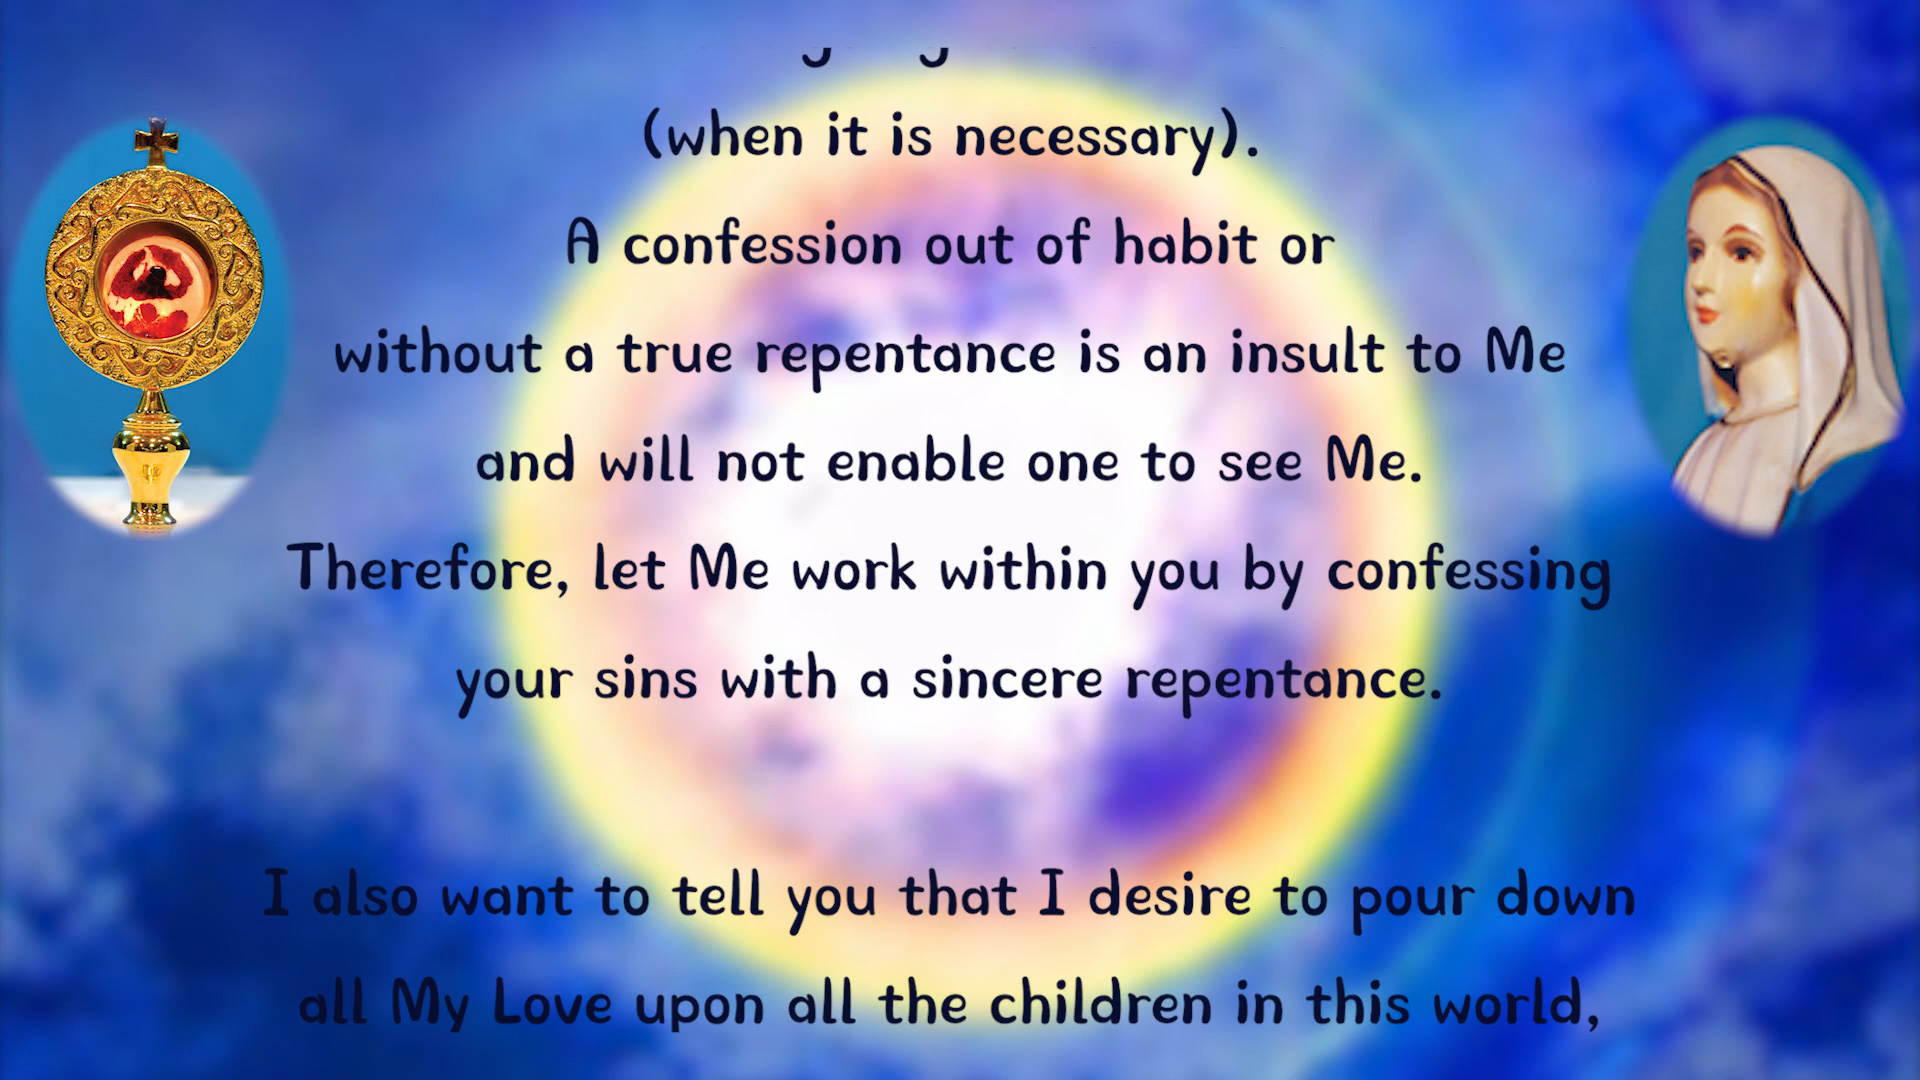 (when it is necessary).
A confession out of habit or
without a true repentance is an insult to Me
and will not enable one to see Me.
Therefore, let Me work within you by confessing
your sins with a sincere repentance.
I also want to tell you that I desire to pour down
all My Love upon all the children in this world,